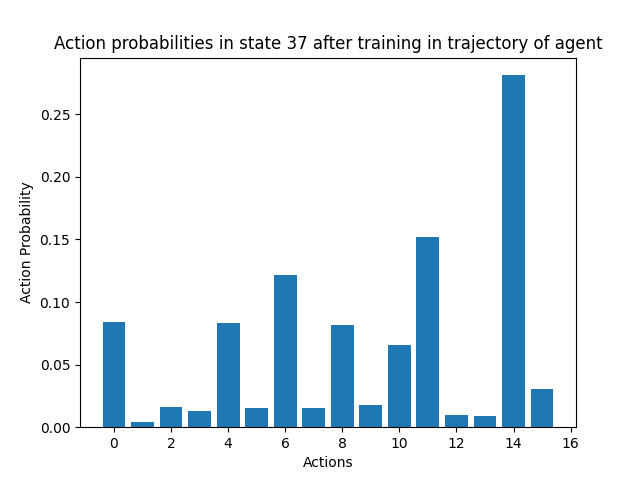 Action probabilities in state 37 after training in trajectory of agent
0.25
0.20
0.15
0.10
0.05
0.00
Action Probability
0 2 4 6 8 10 12 14 16
Actions